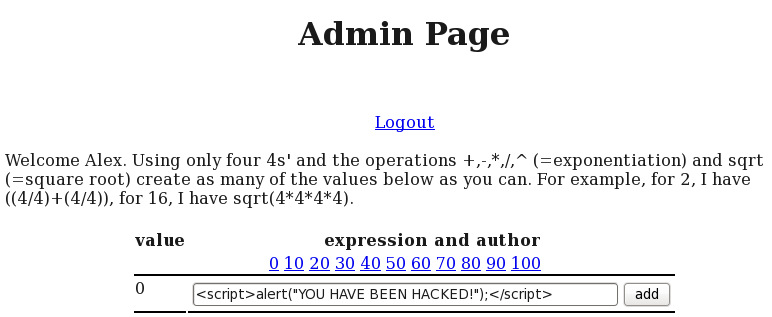 Admin Page
Logout
Welcome Alex. Using only four 4s' and the operations +,-,*,/,^ (=exponentiation) and sqrt
(=square root) create as many of the values below as you can. For example, for 2, I have
((4/4)+(4/4)), for 16, I have sqrt(4*4*4*4).
value expression and author
0 10 20 30 40 50 60 70 80 90 100
0 <script>alert("YOU HAVE BEEN HACKED!");</script> add